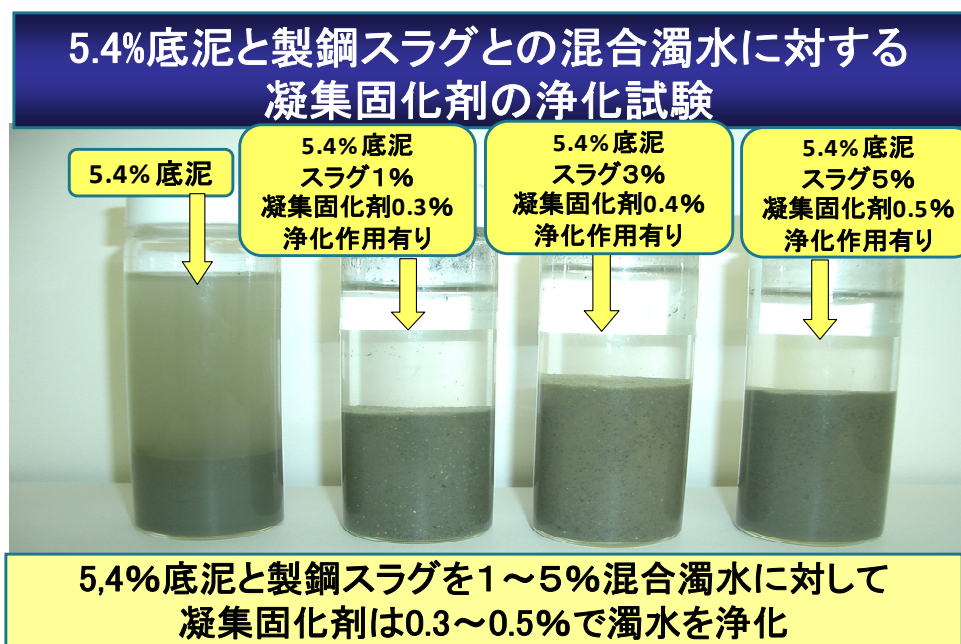 5.4%底泥と製鋼スラグとの混合濁水に対する
凝集固化剤の浄化試験
5.4%底泥
5.4%底泥
スラグ１%
凝集固化剤0.3%
浄化作用有り
5.4%底泥
スラグ３%
凝集固化剤0.4%
浄化作用有り
5.4%底泥
スラグ５%
凝集固化剤0.5%
浄化作用有り
5,4%底泥と製鋼スラグを１～５%混合濁水に対して
凝集固化剤は0.3～0.5%で濁水を浄化